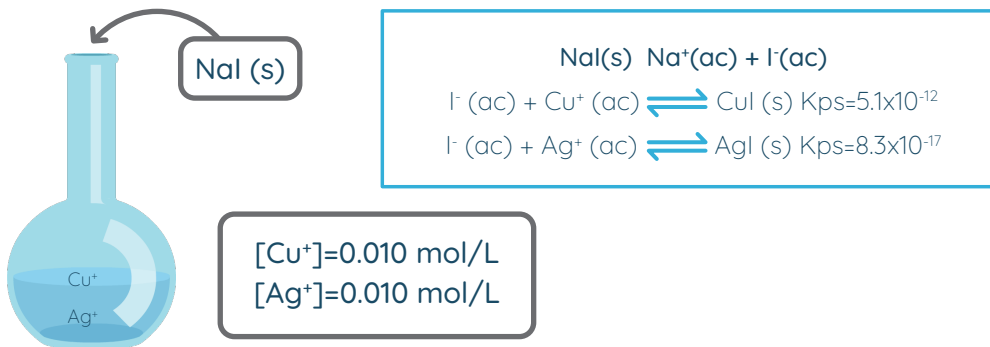 NaI (s)
NaI(s) Na⁺(ac) + I⁻(ac)
I⁻ (ac) + Cu⁺ (ac) ⇌ CuI (s) Kps=5.1x10⁻¹²
I⁻ (ac) + Ag⁺ (ac) ⇌ AgI (s) Kps=8.3x10⁻¹⁷
[Cu⁺]=0.010 mol/L
[Ag⁺]=0.010 mol/L
Cu⁺
Ag⁺